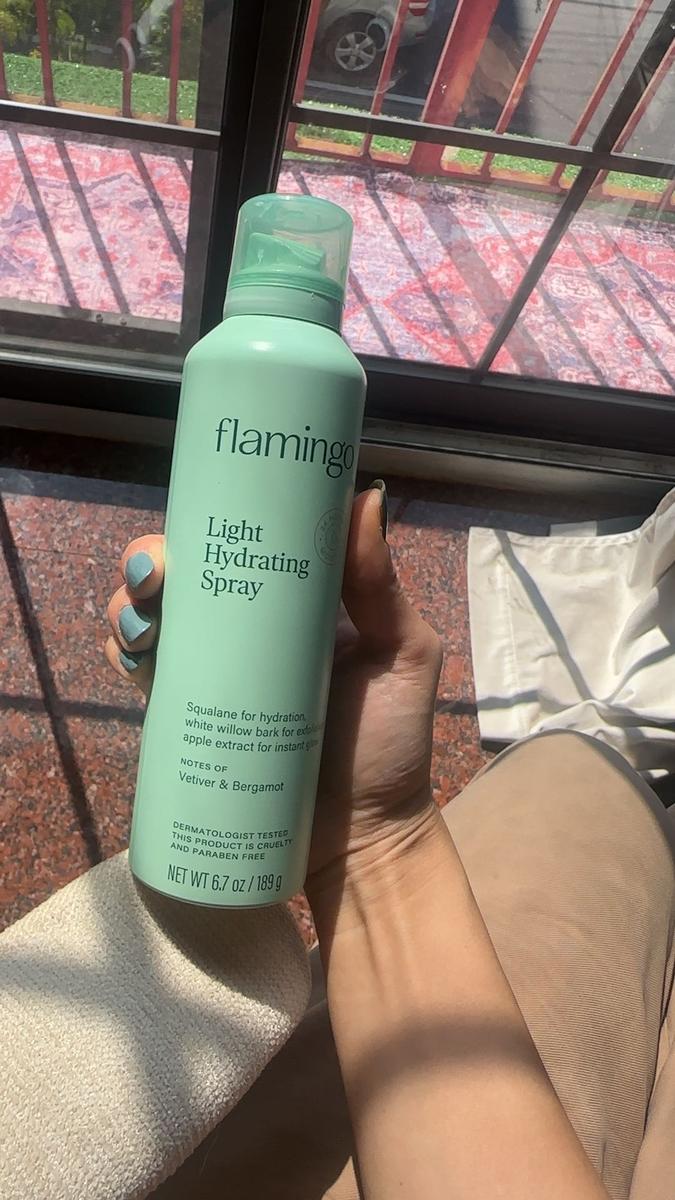 flamingo
Light
Hydrating
Spray
Squalane for hydration,
white willow bark for
apple extract for instant
NOTES OF
Vetiver & Bergamot
DERMATOLOGIST TESTED
THIS PRODUCT IS CRUELTY
AND PARABEN FREE
NET WT 6.7 oz / 189 g